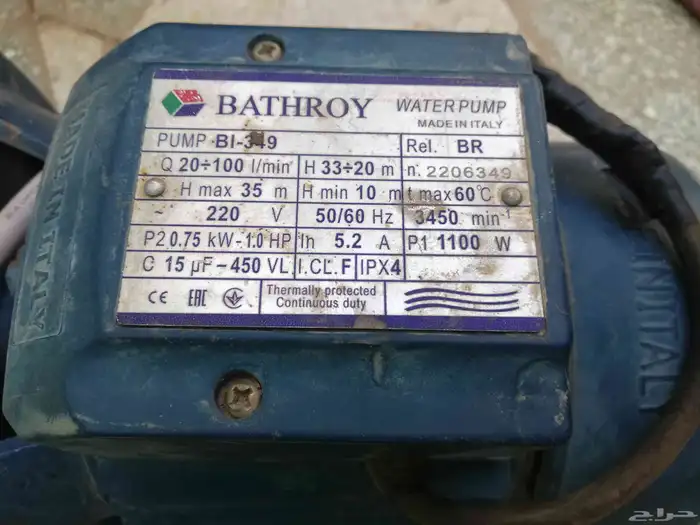 BATHROY WATER PUMP
MADE IN ITALY
PUMP BI-349 Rel. BR
Q 20÷100 l/min H 33÷20 m n. 2206349
H max 35 m H min 10 m t max 60°C
~ 220 V 50/60 Hz 3450 min⁻¹
P2 0.75 kW - 1.0 HP In 5.2 A P1 1100 W
C 15 µF - 450 VL I.CL. F IPX4
CE EAC Thermally protected
Continuous duty
MADE IN ITALY
IN ITAL
حراج